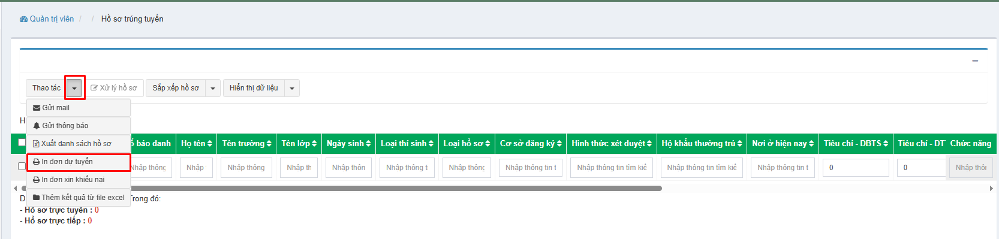 Quản trị viên / / Hồ sơ trúng tuyển
Thao tác Xử lý hồ sơ Sắp xếp hồ sơ Hiển thị dữ liệu
Gửi mail
Gửi thông báo
Xuất danh sách hồ sơ
In đơn dự tuyển
In đơn xin khiếu nại
Thêm kết quả từ file excel
báo danh Họ tên Tên trường Tên lớp Ngày sinh Loại thí sinh Loại hồ sơ Cơ sở đăng ký Hình thức xét duyệt Hộ khẩu thường trú Nơi ở hiện nay Tiêu chí - DBTS Tiêu chí - DT Chức năng
Nhập thông Nhập Nhập thông Nhập th Nhập thôn Nhập thông ti Nhập thông Nhập thông tin t Nhập thông tin tìm kiế Nhập thông tin tìm kiế Nhập thông tin t 0 0 Nhập thôn
Trong đó:
- Hồ sơ trực tuyến : 0
- Hồ sơ trực tiếp : 0